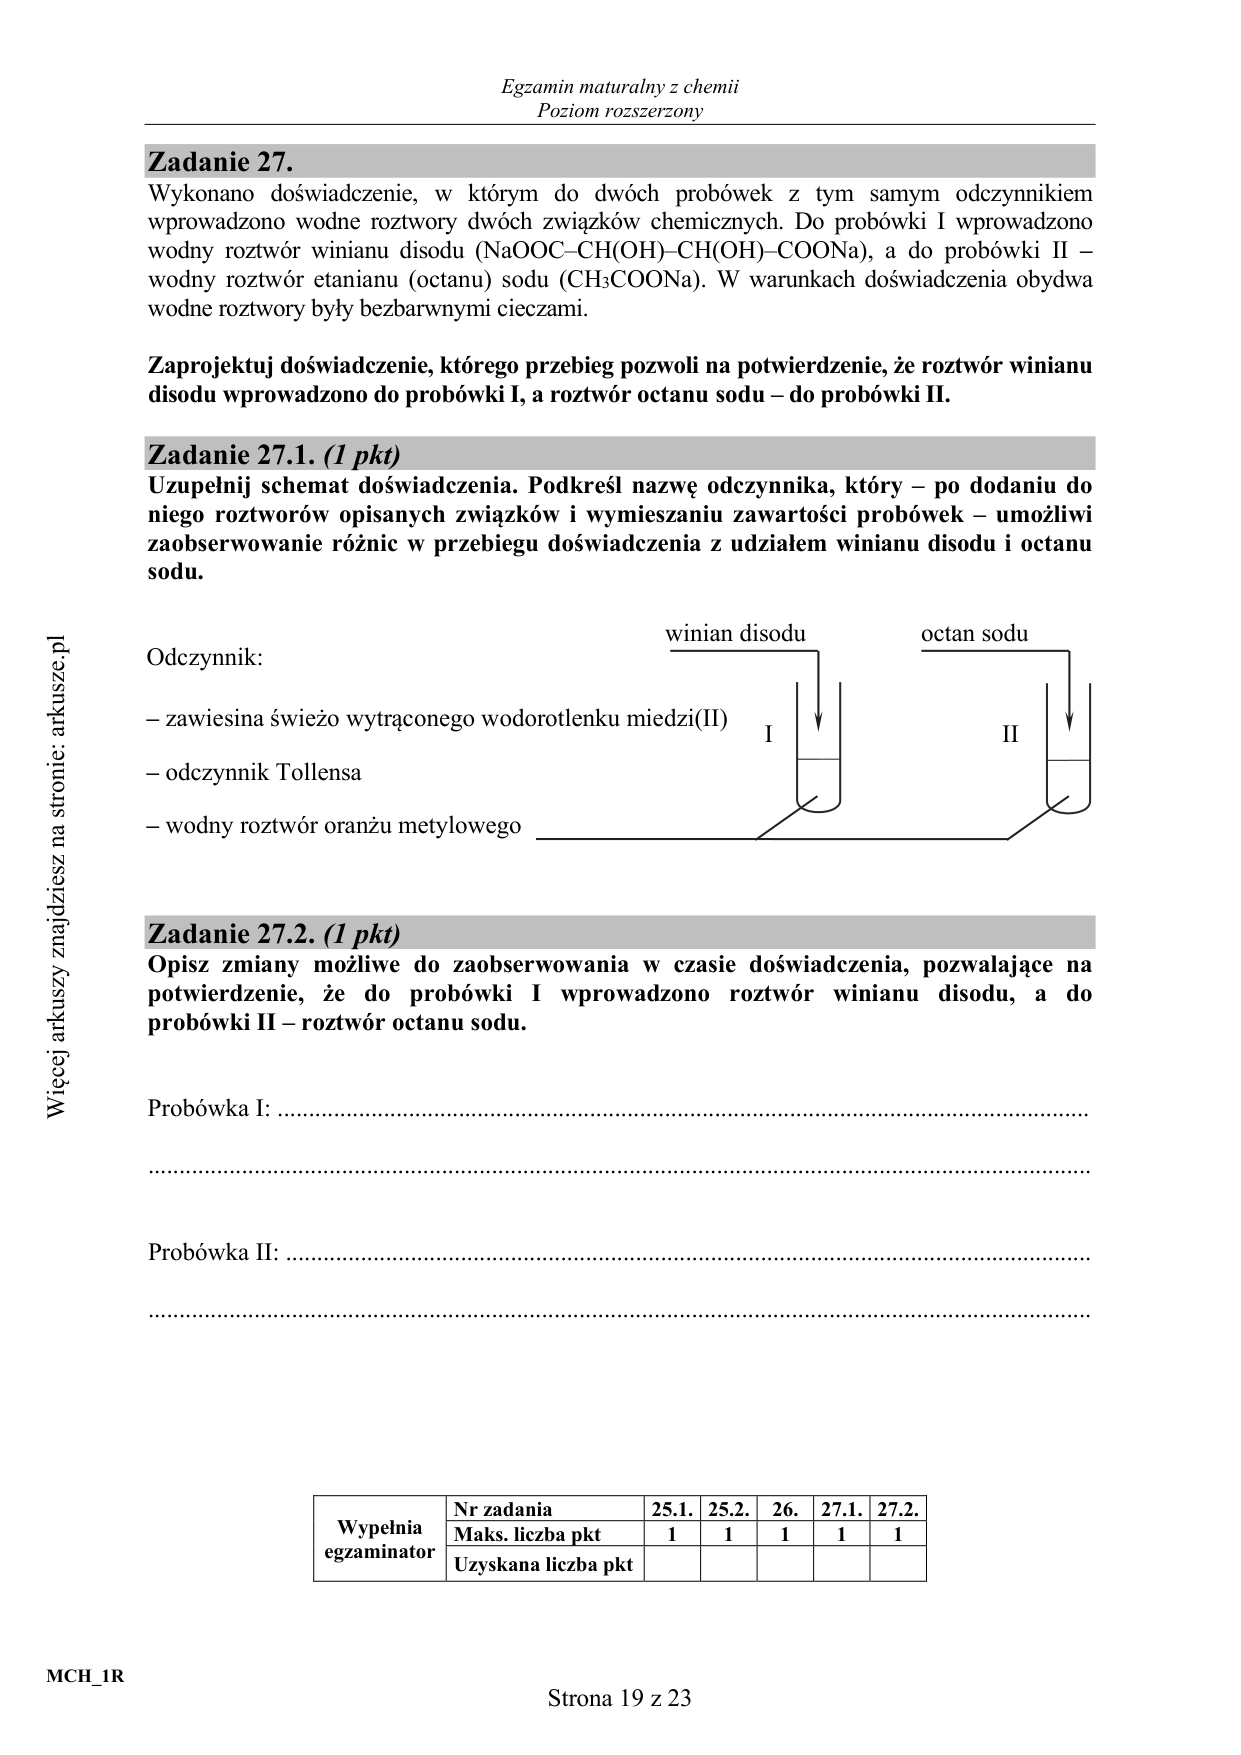 Egzamin maturalny z chemii
Poziom rozszerzony
Zadanie 27.
Wykonano doświadczenie, w którym do dwóch probówek z tym samym odczynnikiem
wprowadzono wodne roztwory dwóch związków chemicznych. Do probówki I wprowadzono
wodny roztwór winianu disodu (NaOOC–CH(OH)–CH(OH)–COONa), a do probówki II –
wodny roztwór etanianu (octanu) sodu (CH3COONa). W warunkach doświadczenia obydwa
wodne roztwory były bezbarwnymi cieczami.
Zaprojektuj doświadczenie, którego przebieg pozwoli na potwierdzenie, że roztwór winianu
disodu wprowadzono do probówki I, a roztwór octanu sodu – do probówki II.
Zadanie 27.1. (1 pkt)
Uzupełnij schemat doświadczenia. Podkreśl nazwę odczynnika, który – po dodaniu do
niego roztworów opisanych związków i wymieszaniu zawartości probówek – umożliwi
zaobserwowanie różnic w przebiegu doświadczenia z udziałem winianu disodu i octanu
sodu.
winian disodu octan sodu
Odczynnik:
– zawiesina świeżo wytrąconego wodorotlenku miedzi(II)
I II
– odczynnik Tollensa
– wodny roztwór oranżu metylowego
Zadanie 27.2. (1 pkt)
Opisz zmiany możliwe do zaobserwowania w czasie doświadczenia, pozwalające na
potwierdzenie, że do probówki I wprowadzono roztwór winianu disodu, a do
probówki II – roztwór octanu sodu.
Probówka I: ..................................................................................................................................
.......................................................................................................................................................
Probówka II: .................................................................................................................................
.......................................................................................................................................................
Wypełnia egzaminator
Nr zadania 25.1. 25.2. 26. 27.1. 27.2.
Maks. liczba pkt 1 1 1 1 1
Uzyskana liczba pkt
MCH_1R
Strona 19 z 23
Więcej arkuszy znajdziesz na stronie: arkusze.pl